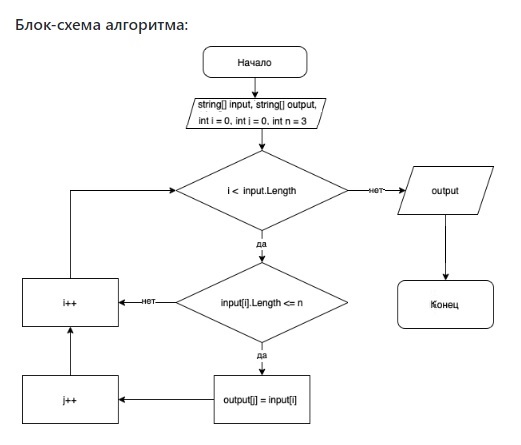 Блок-схема алгоритма:
Начало
string[] input, string[] output,
int i = 0, int j = 0, int n = 3
i < input.Length
нет
output
да
Конец
i++
нет
input[i].Length <= n
да
j++
output[j] = input[i]